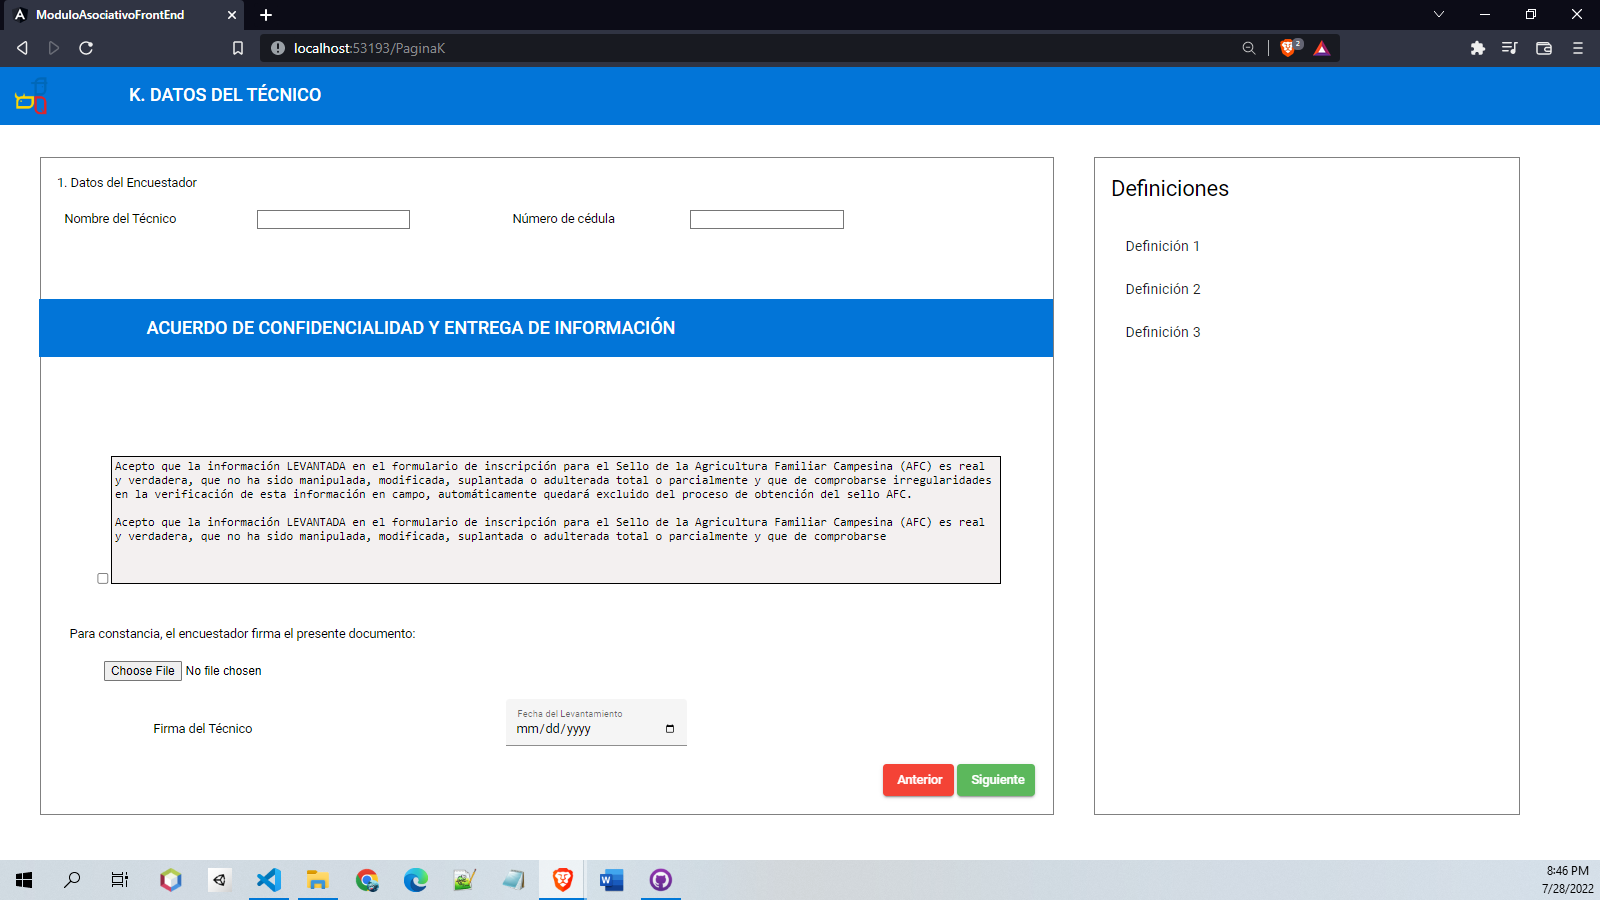 ModuloAsociativoFrontEnd
localhost:53193/PaginaK
2
K. DATOS DEL TÉCNICO
1. Datos del Encuestador
Nombre del Técnico
Número de cédula
ACUERDO DE CONFIDENCIALIDAD Y ENTREGA DE INFORMACIÓN
Acepto que la información LEVANTADA en el formulario de inscripción para el Sello de la Agricultura Familiar Campesina (AFC) es real
y verdadera, que no ha sido manipulada, modificada, suplantada o adulterada total o parcialmente y que de comprobarse irregularidades
en la verificación de esta información en campo, automáticamente quedará excluido del proceso de obtención del sello AFC.
Acepto que la información LEVANTADA en el formulario de inscripción para el Sello de la Agricultura Familiar Campesina (AFC) es real
y verdadera, que no ha sido manipulada, modificada, suplantada o adulterada total o parcialmente y que de comprobarse
Para constancia, el encuestador firma el presente documento:
Choose File No file chosen
Firma del Técnico
Fecha del Levantamiento
mm/dd/yyyy
Anterior
Siguiente
Definiciones
Definición 1
Definición 2
Definición 3
8:46 PM
7/28/2022